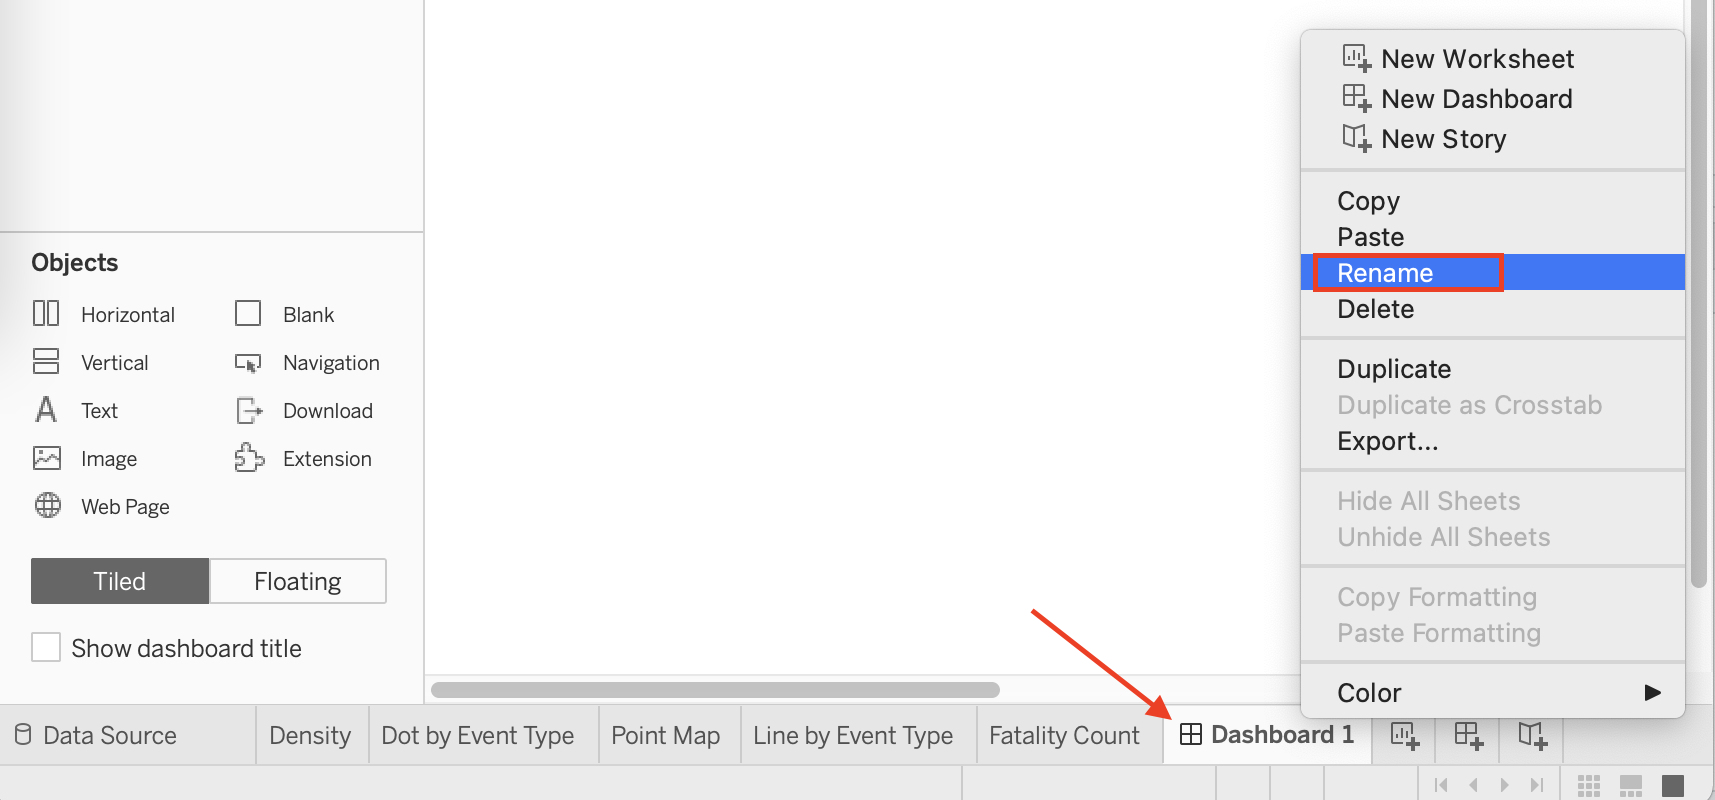 New Worksheet
New Dashboard
New Story
Copy
Paste
Rename
Delete
Duplicate
Duplicate as Crosstab
Export...
Hide All Sheets
Unhide All Sheets
Copy Formatting
Paste Formatting
Color
Objects
Horizontal Blank
Vertical Navigation
Text Download
Image Extension
Web Page
Tiled Floating
Show dashboard title
Data Source Density Dot by Event Type Point Map Line by Event Type Fatality Count Dashboard 1